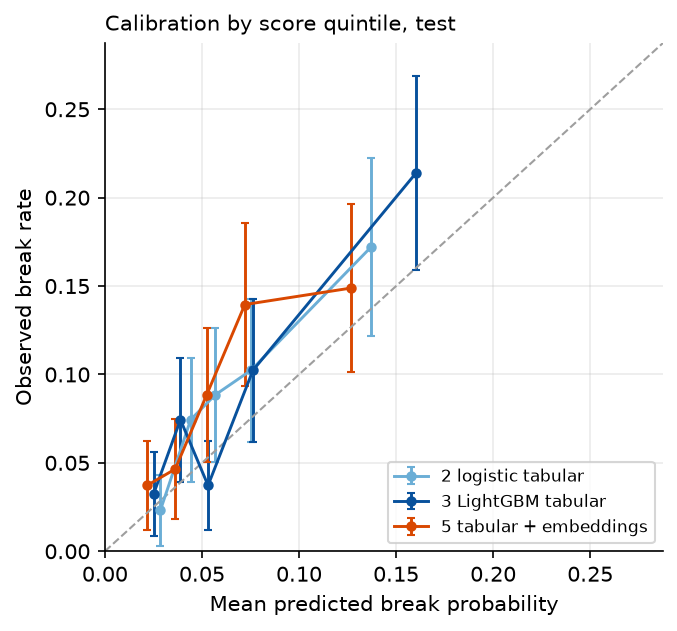 Calibration by score quintile, test
0.25
0.20
0.15
0.10
0.05
0.00
Observed break rate
2 logistic tabular
3 LightGBM tabular
5 tabular + embeddings
0.00 0.05 0.10 0.15 0.20 0.25
Mean predicted break probability